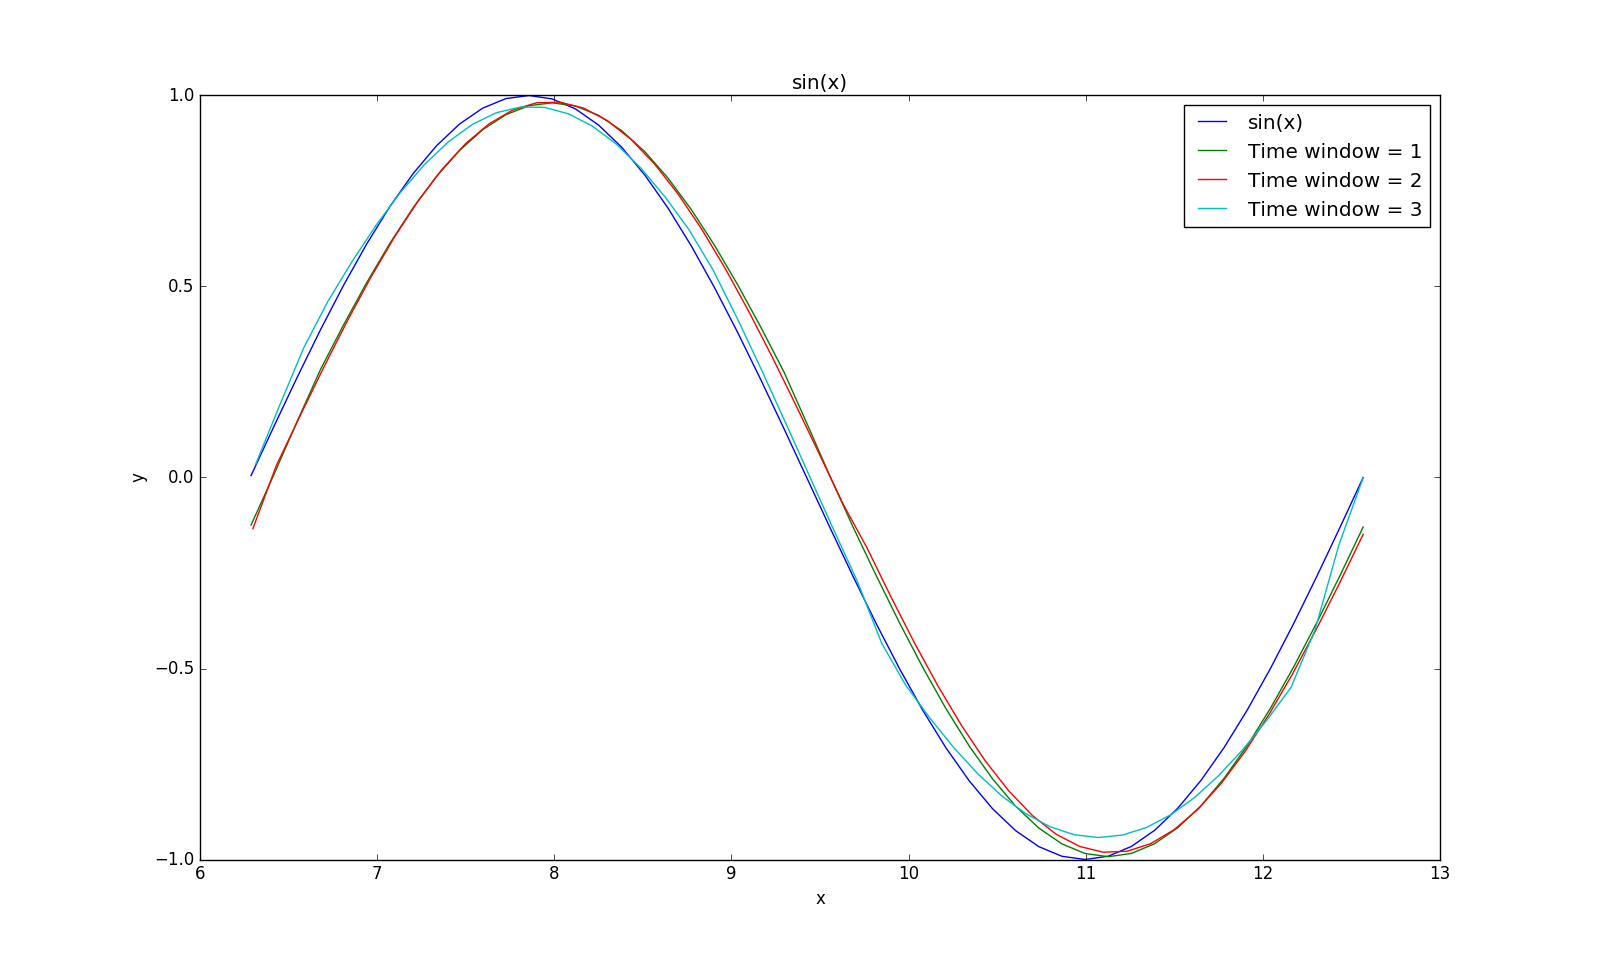 sin(x)
1.0
0.5
0.0
−0.5
−1.0
y
6 7 8 9 10 11 12 13
x
sin(x)
Time window = 1
Time window = 2
Time window = 3